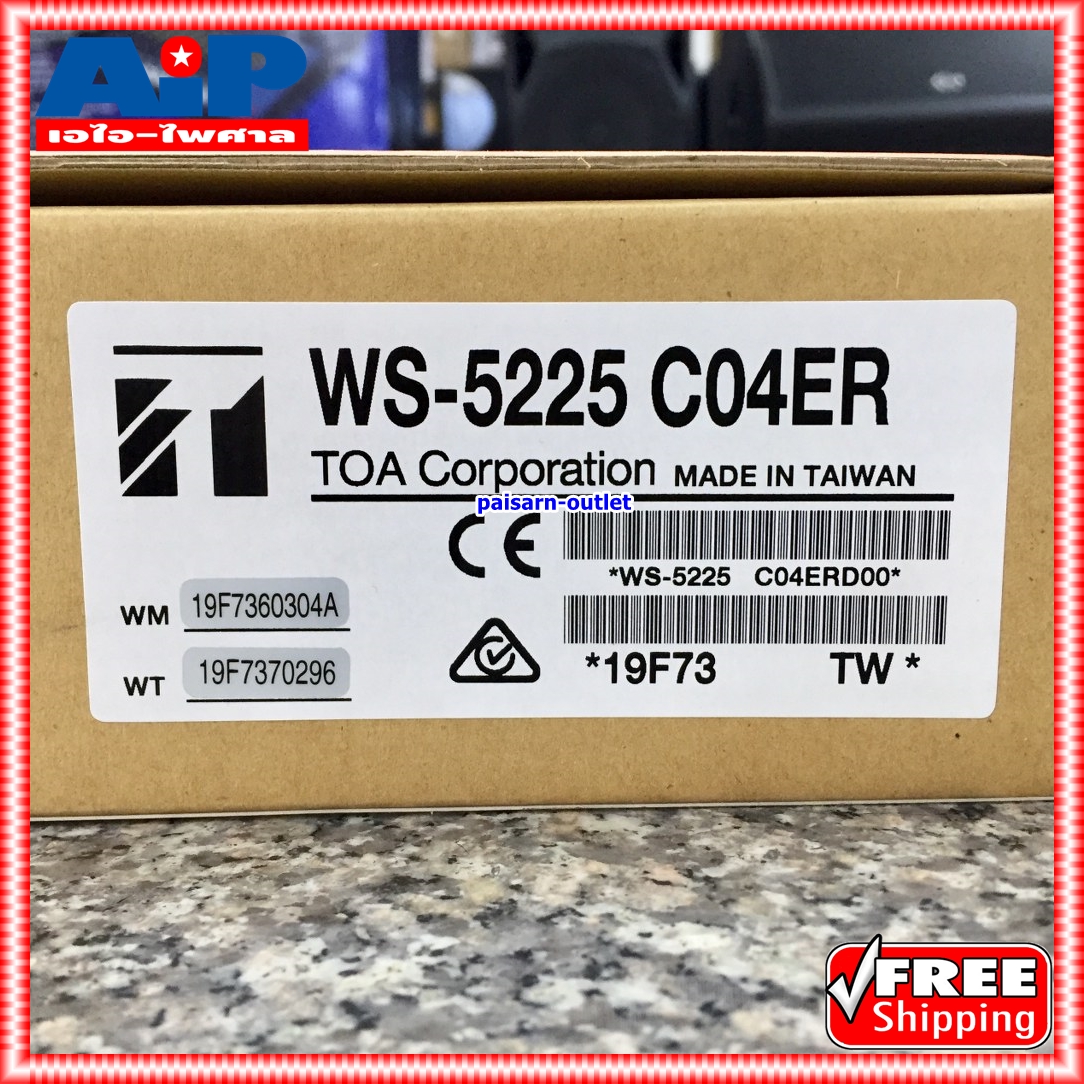 AiP
เอไอ-ไพศาล
WS-5225 C04ER
TOA Corporation MADE IN TAIWAN
paisarn-outlet
CE
*WS-5225 C04ERD00*
WM 19F7360304A
*19F73 TW *
WT 19F7370296
FREE
Shipping